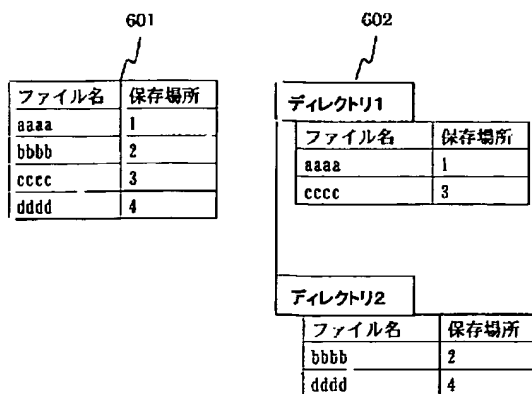 601
ファイル名 保存場所
aaaa 1
bbbb 2
cccc 3
dddd 4
602
ディレクトリ1
ファイル名 保存場所
aaaa 1
cccc 3
ディレクトリ2
ファイル名 保存場所
bbbb 2
dddd 4